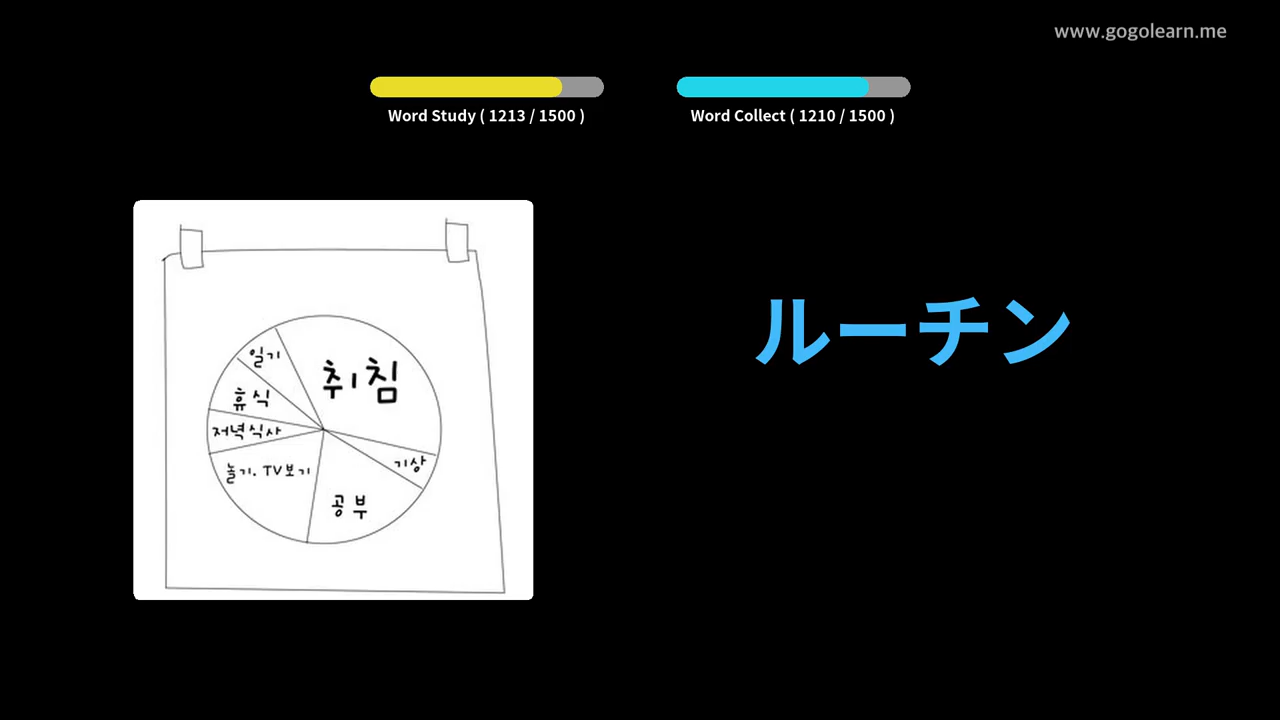 www.gogolearn.me
Word Study ( 1213 / 1500 )
Word Collect ( 1210 / 1500 )
ルーチン
일기
취침
휴식
저녁식사
기상
놀기. TV보기
공부